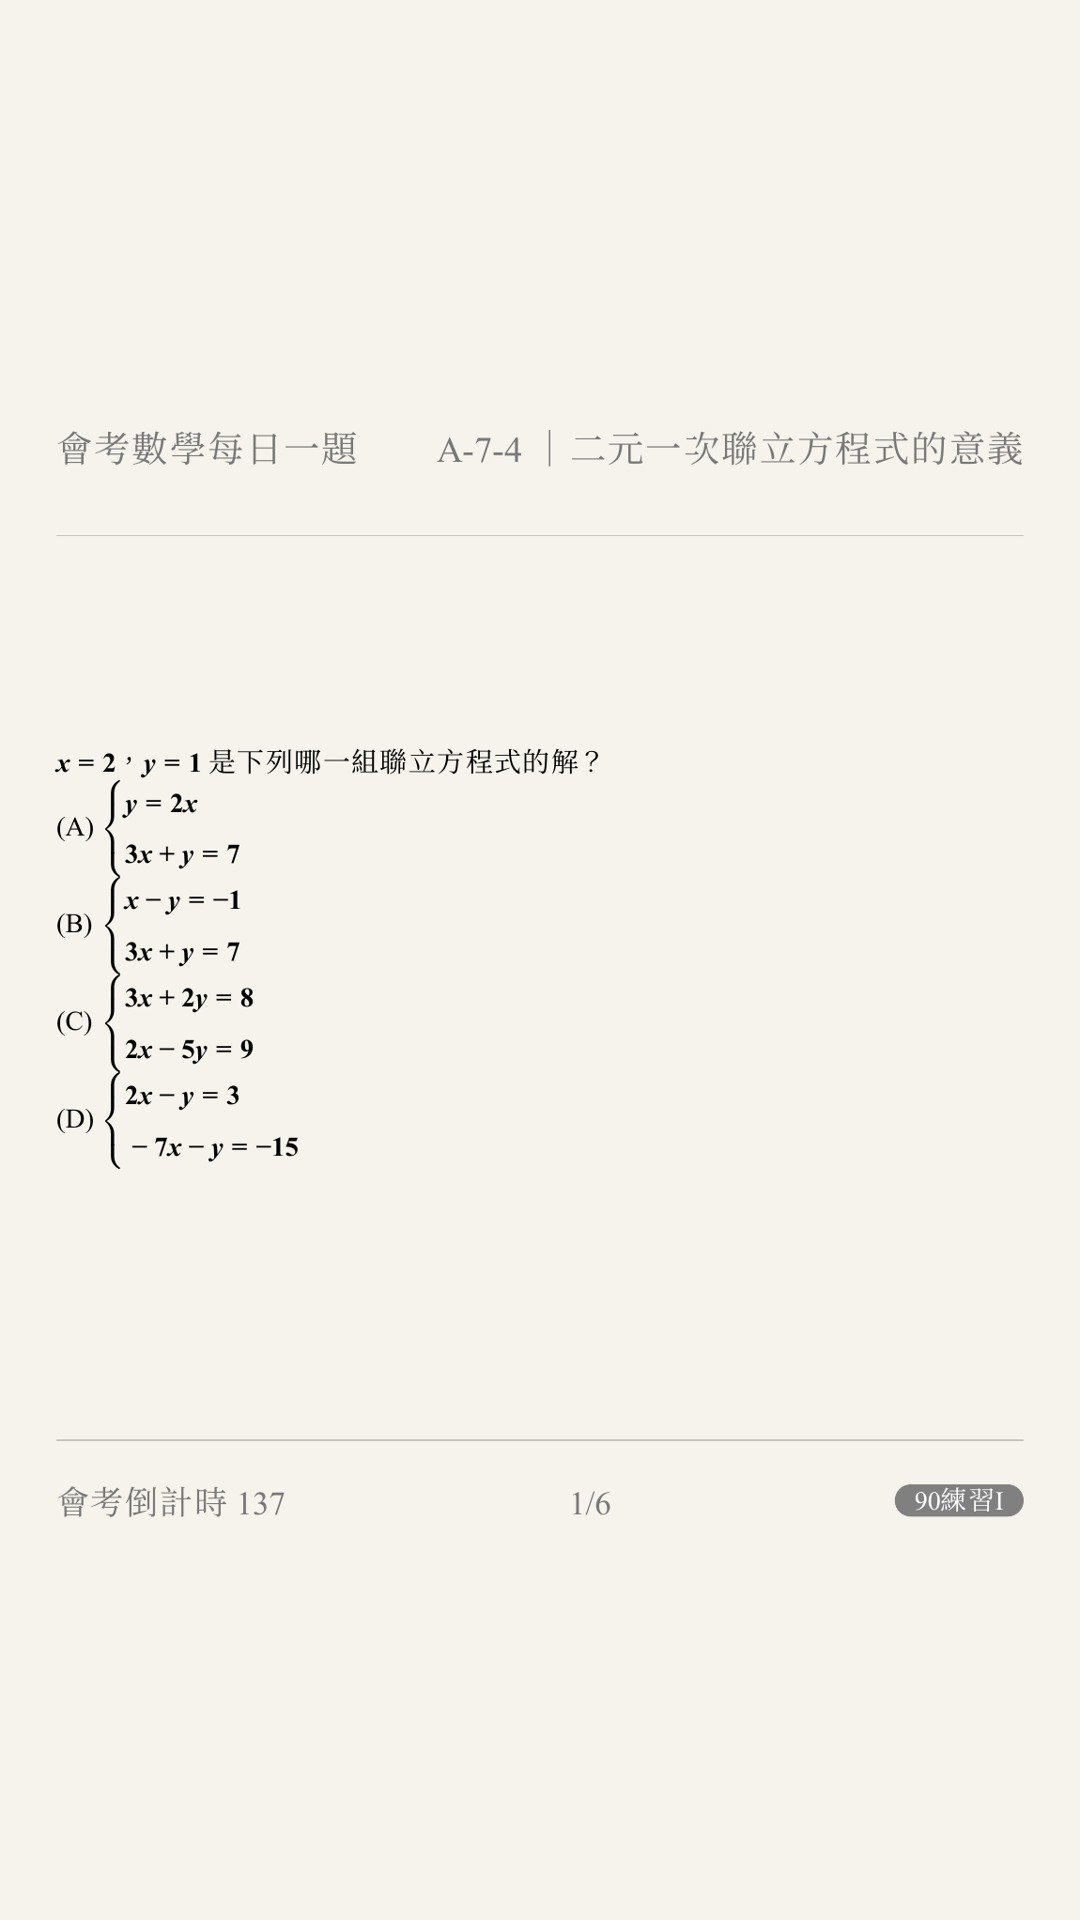 會考數學每日一題 A-7-4｜二元一次聯立方程式的意義
x = 2，y = 1 是下列哪一組聯立方程式的解？
(A) { y = 2x
3x + y = 7
(B) { x − y = −1
3x + y = 7
(C) { 3x + 2y = 8
2x − 5y = 9
(D) { 2x − y = 3
− 7x − y = −15
會考倒計時 137 1/6 90練習I